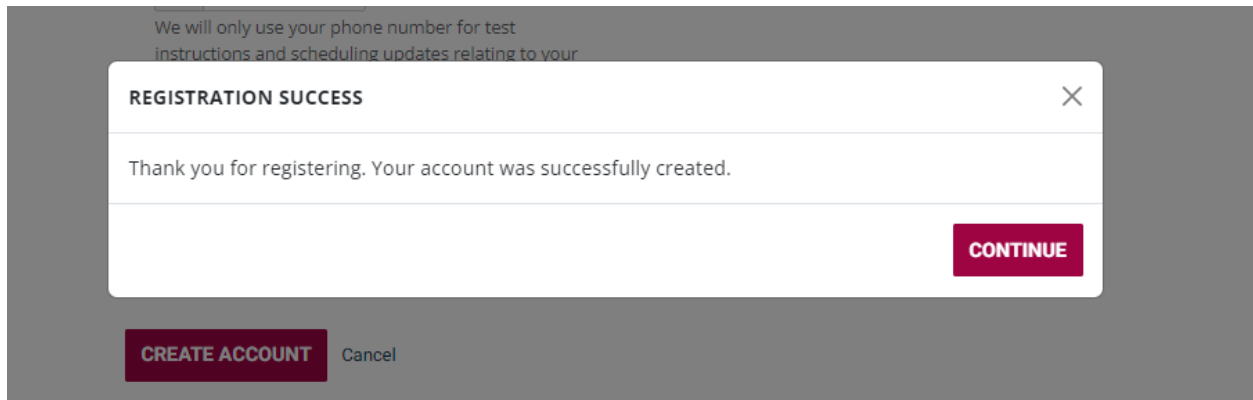 We will only use your phone number for test
instructions and scheduling updates relating to your
REGISTRATION SUCCESS
Thank you for registering. Your account was successfully created.
CONTINUE
CREATE ACCOUNT Cancel